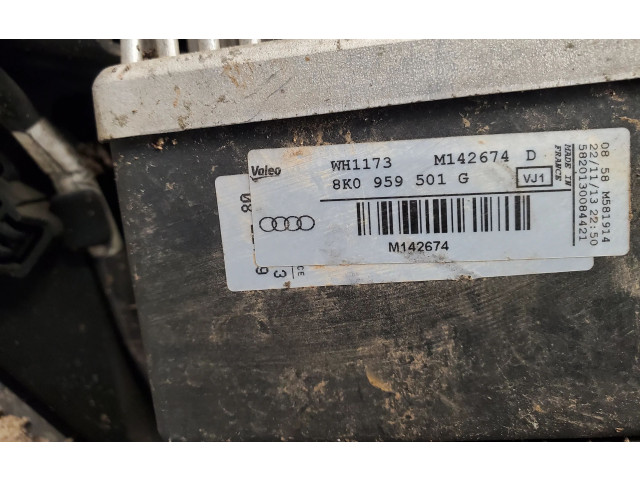 Valeo
WH1173 M142674 D
8K0 959 501 G VJ1
M142674
MADE IN
FRANCE
08 58 M581914
22/11/13 22:50
5820130084421